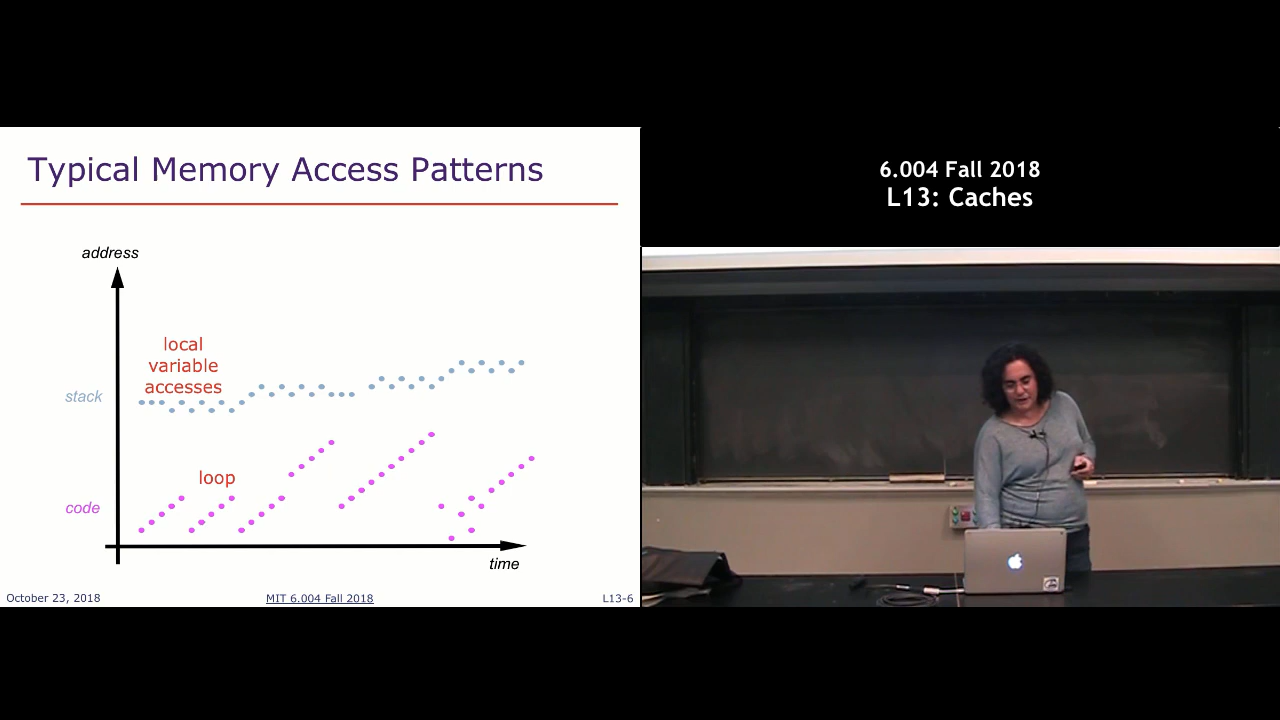 Typical Memory Access Patterns
address
local
variable
accesses
stack
loop
code
time
October 23, 2018
MIT 6.004 Fall 2018
L13-6
6.004 Fall 2018
L13: Caches